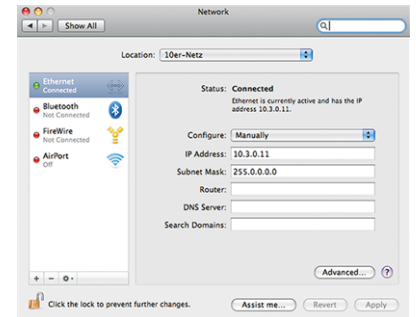 Network
Show All
Location: 10er-Netz
Ethernet
Connected
Bluetooth
Not Connected
FireWire
Not Connected
AirPort
Off
Status: Connected
Ethernet is currently active and has the IP
address 10.3.0.11.
Configure: Manually
IP Address: 10.3.0.11
Subnet Mask: 255.0.0.0
Router:
DNS Server:
Search Domains:
Advanced...
?
Click the lock to prevent further changes.
Assist me...
Revert
Apply